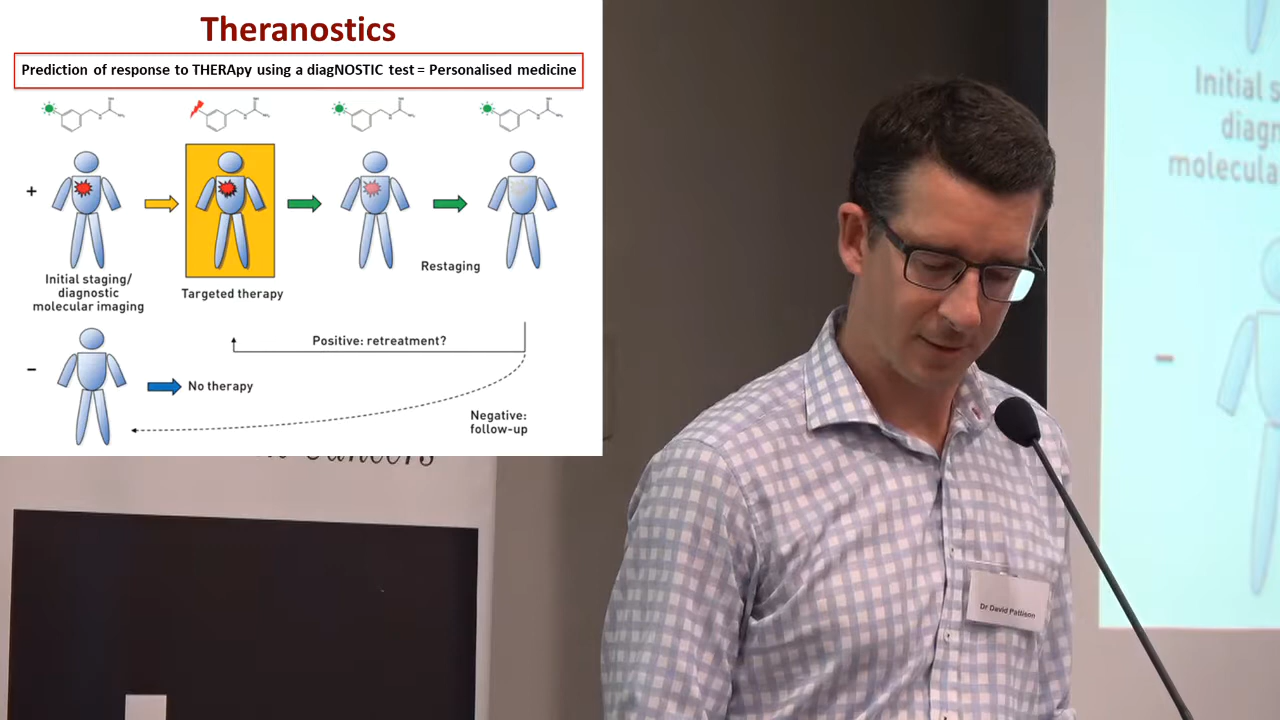 Theranostics
Prediction of response to THERApy using a diagNOSTIC test = Personalised medicine
+
Initial staging/
diagnostic
molecular imaging
Targeted therapy
Restaging
Positive: retreatment?
−
No therapy
Negative:
follow-up
Cancers
Dr David Pattison
Initial s
diagn
molecula
−